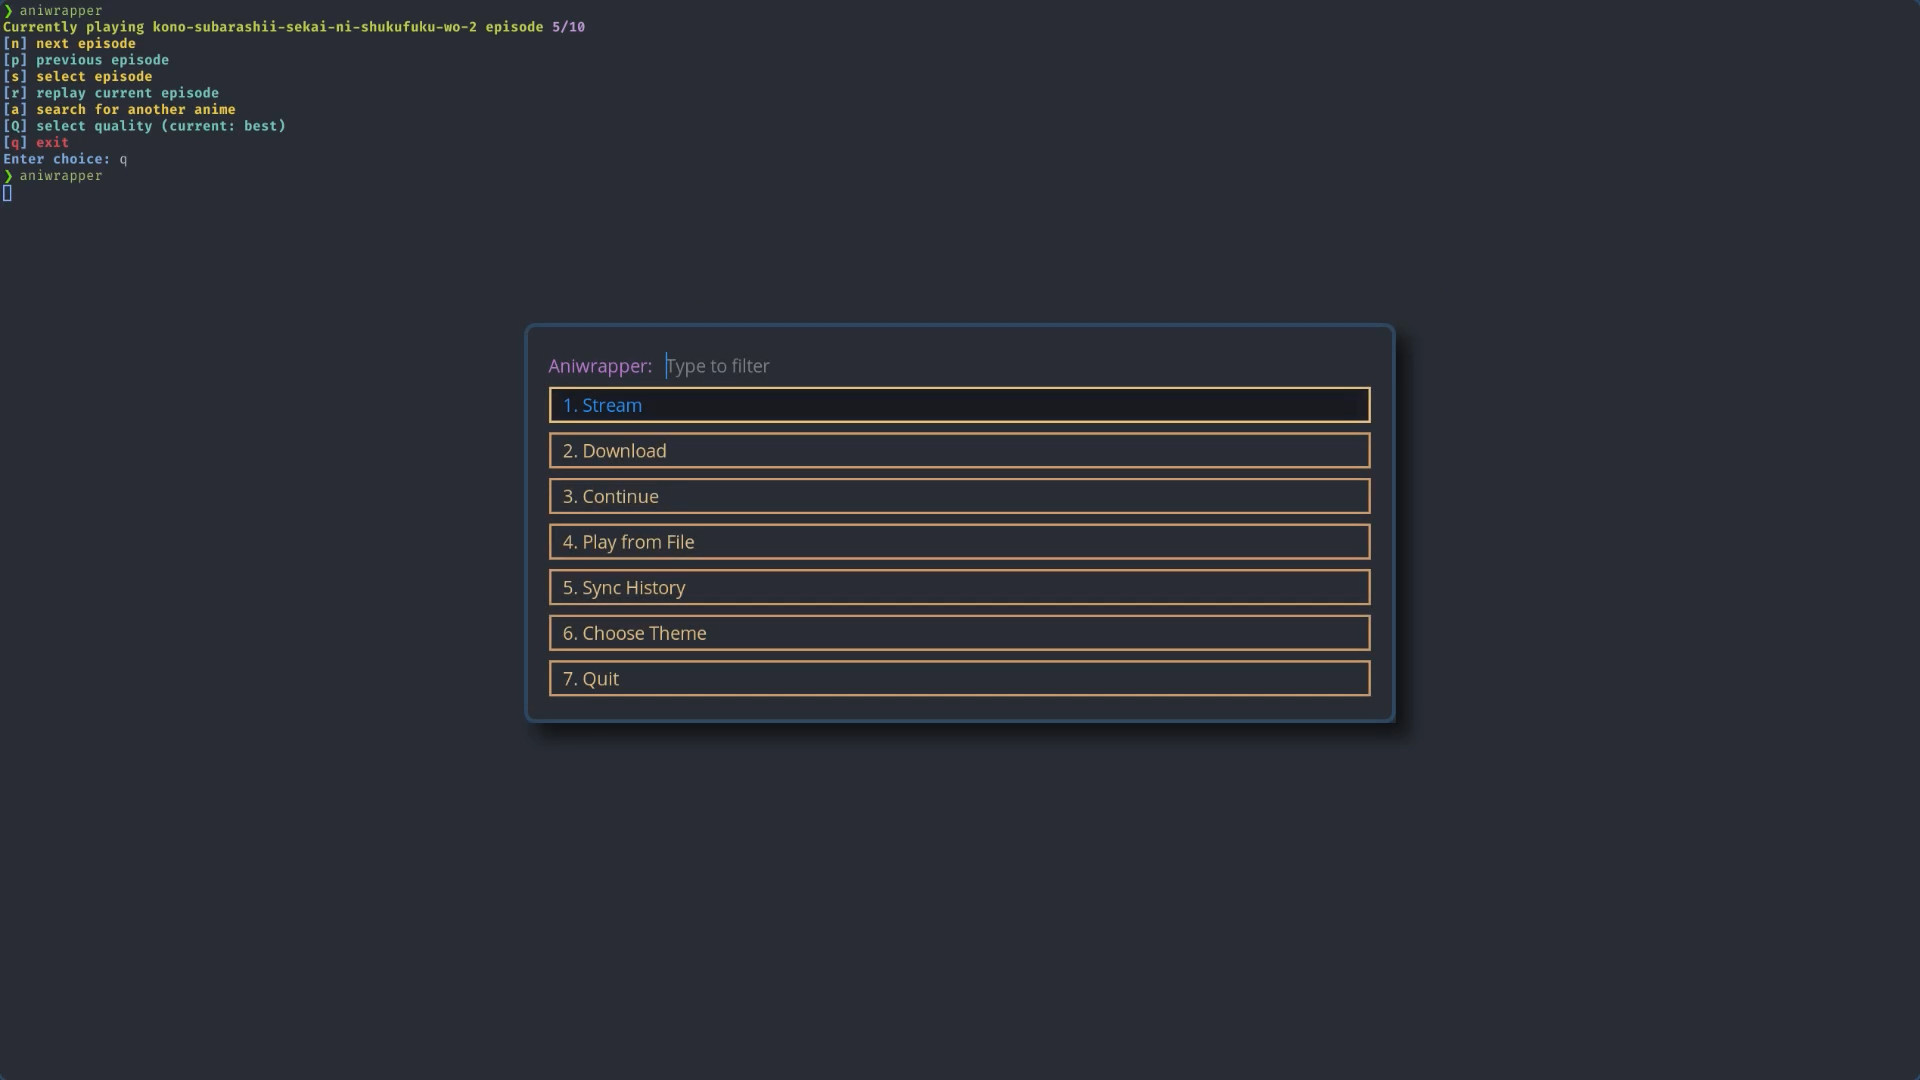 ❯ aniwrapper
Currently playing kono-subarashii-sekai-ni-shukufuku-wo-2 episode 5/10
[n] next episode
[p] previous episode
[s] select episode
[r] replay current episode
[a] search for another anime
[Q] select quality (current: best)
[q] exit
Enter choice: q
❯ aniwrapper
Aniwrapper: Type to filter
1. Stream
2. Download
3. Continue
4. Play from File
5. Sync History
6. Choose Theme
7. Quit